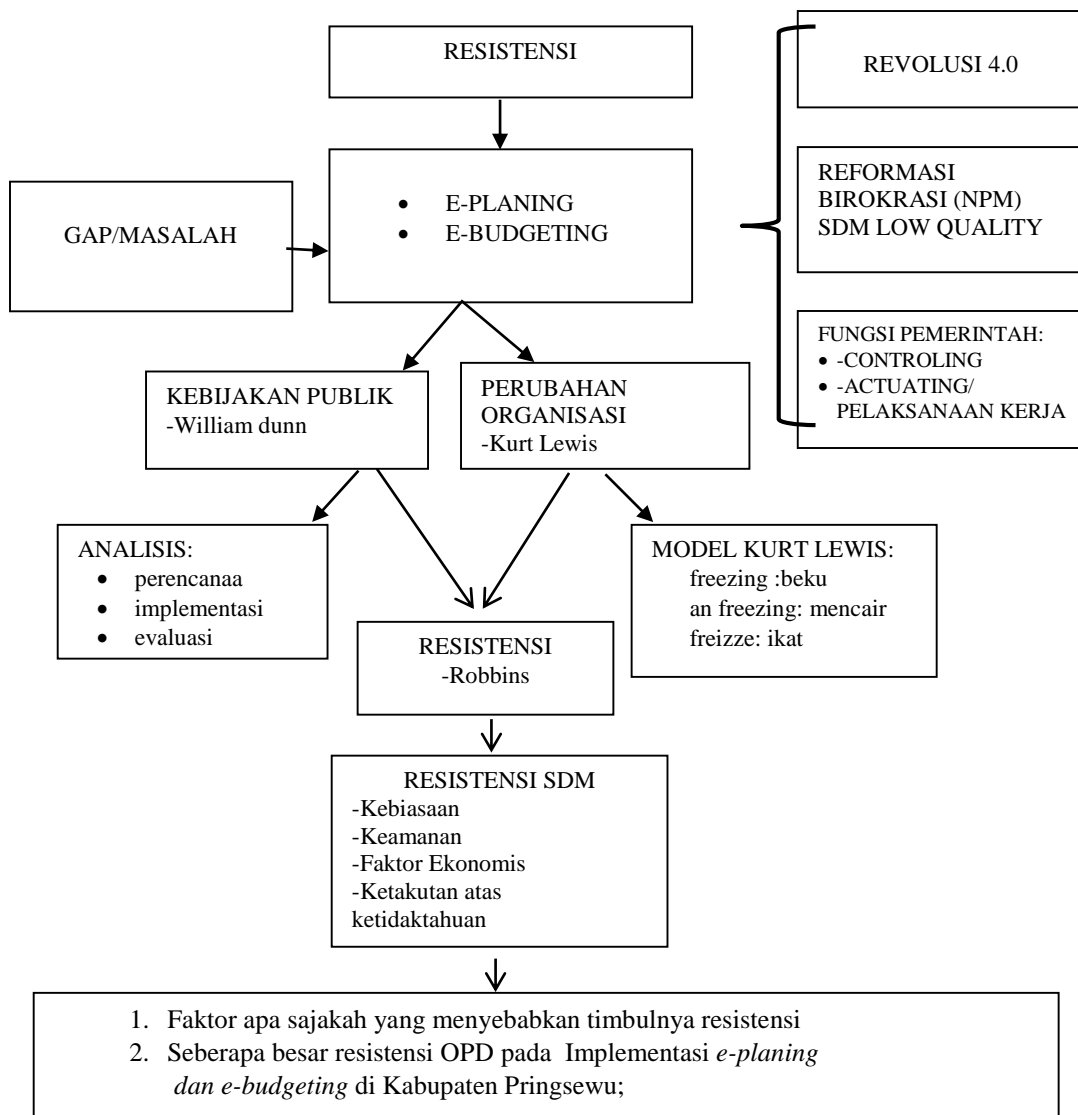 RESISTENSI
REVOLUSI 4.0
REFORMASI
BIROKRASI (NPM)
SDM LOW QUALITY
• E-PLANING
• E-BUDGETING
GAP/MASALAH
FUNGSI PEMERINTAH:
• -CONTROLING
• -ACTUATING/
PELAKSANAAN KERJA
KEBIJAKAN PUBLIK
-William dunn
PERUBAHAN
ORGANISASI
-Kurt Lewis
ANALISIS:
• perencanaa
• implementasi
• evaluasi
MODEL KURT LEWIS:
freezing :beku
an freezing: mencair
freizze: ikat
RESISTENSI
-Robbins
RESISTENSI SDM
-Kebiasaan
-Keamanan
-Faktor Ekonomis
-Ketakutan atas
ketidaktahuan
1. Faktor apa sajakah yang menyebabkan timbulnya resistensi
2. Seberapa besar resistensi OPD pada Implementasi e-planing
dan e-budgeting di Kabupaten Pringsewu;